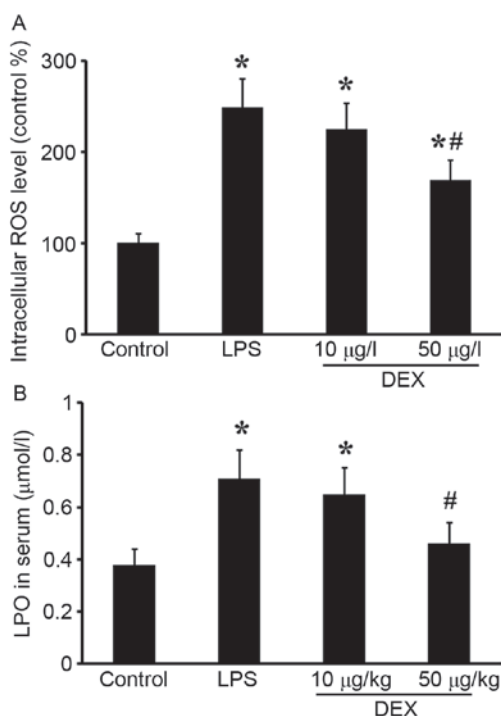 A
Intracellular ROS level (control %)
300
200
100
0
*
*
*#
Control
LPS
10 μg/l
50 μg/l
DEX
B
LPO in serum (μmol/l)
1
0.8
0.6
0.4
0.2
0
*
*
#
Control
LPS
10 μg/kg
50 μg/kg
DEX